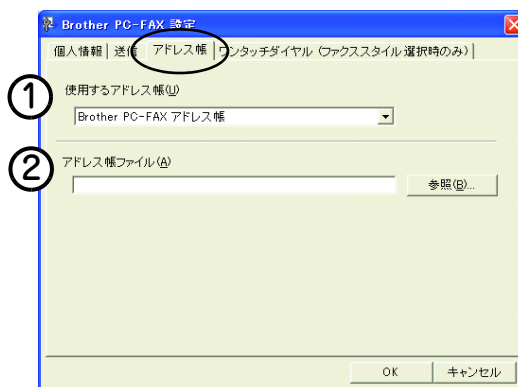 Brother PC-FAX 設定
個人情報 送信 アドレス帳 ワンタッチダイヤル (ファクススタイル選択時のみ)
① 使用するアドレス帳(U)
Brother PC-FAX アドレス帳
② アドレス帳ファイル(A)
参照(B)...
OK キャンセル